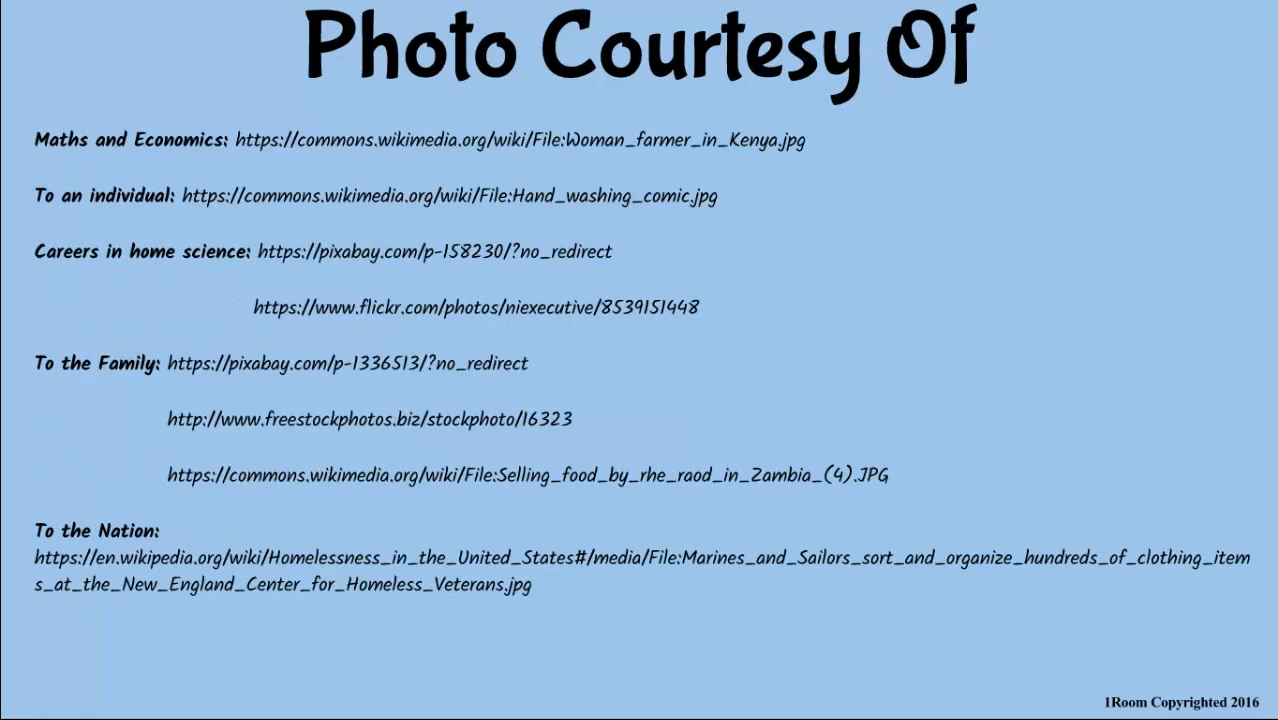 Photo Courtesy Of
Maths and Economics: https://commons.wikimedia.org/wiki/File:Woman_farmer_in_Kenya.jpg
To an individual: https://commons.wikimedia.org/wiki/File:Hand_washing_comic.jpg
Careers in home science: https://pixabay.com/p-158230/?no_redirect
https://www.flickr.com/photos/niexecutive/8539151448
To the Family: https://pixabay.com/p-1336513/?no_redirect
http://www.freestockphotos.biz/stockphoto/16323
https://commons.wikimedia.org/wiki/File:Selling_food_by_rhe_raod_in_Zambia_(4).JPG
To the Nation:
https://en.wikipedia.org/wiki/Homelessness_in_the_United_States#/media/File:Marines_and_Sailors_sort_and_organize_hundreds_of_clothing_item
s_at_the_New_England_Center_for_Homeless_Veterans.jpg
1Room Copyrighted 2016